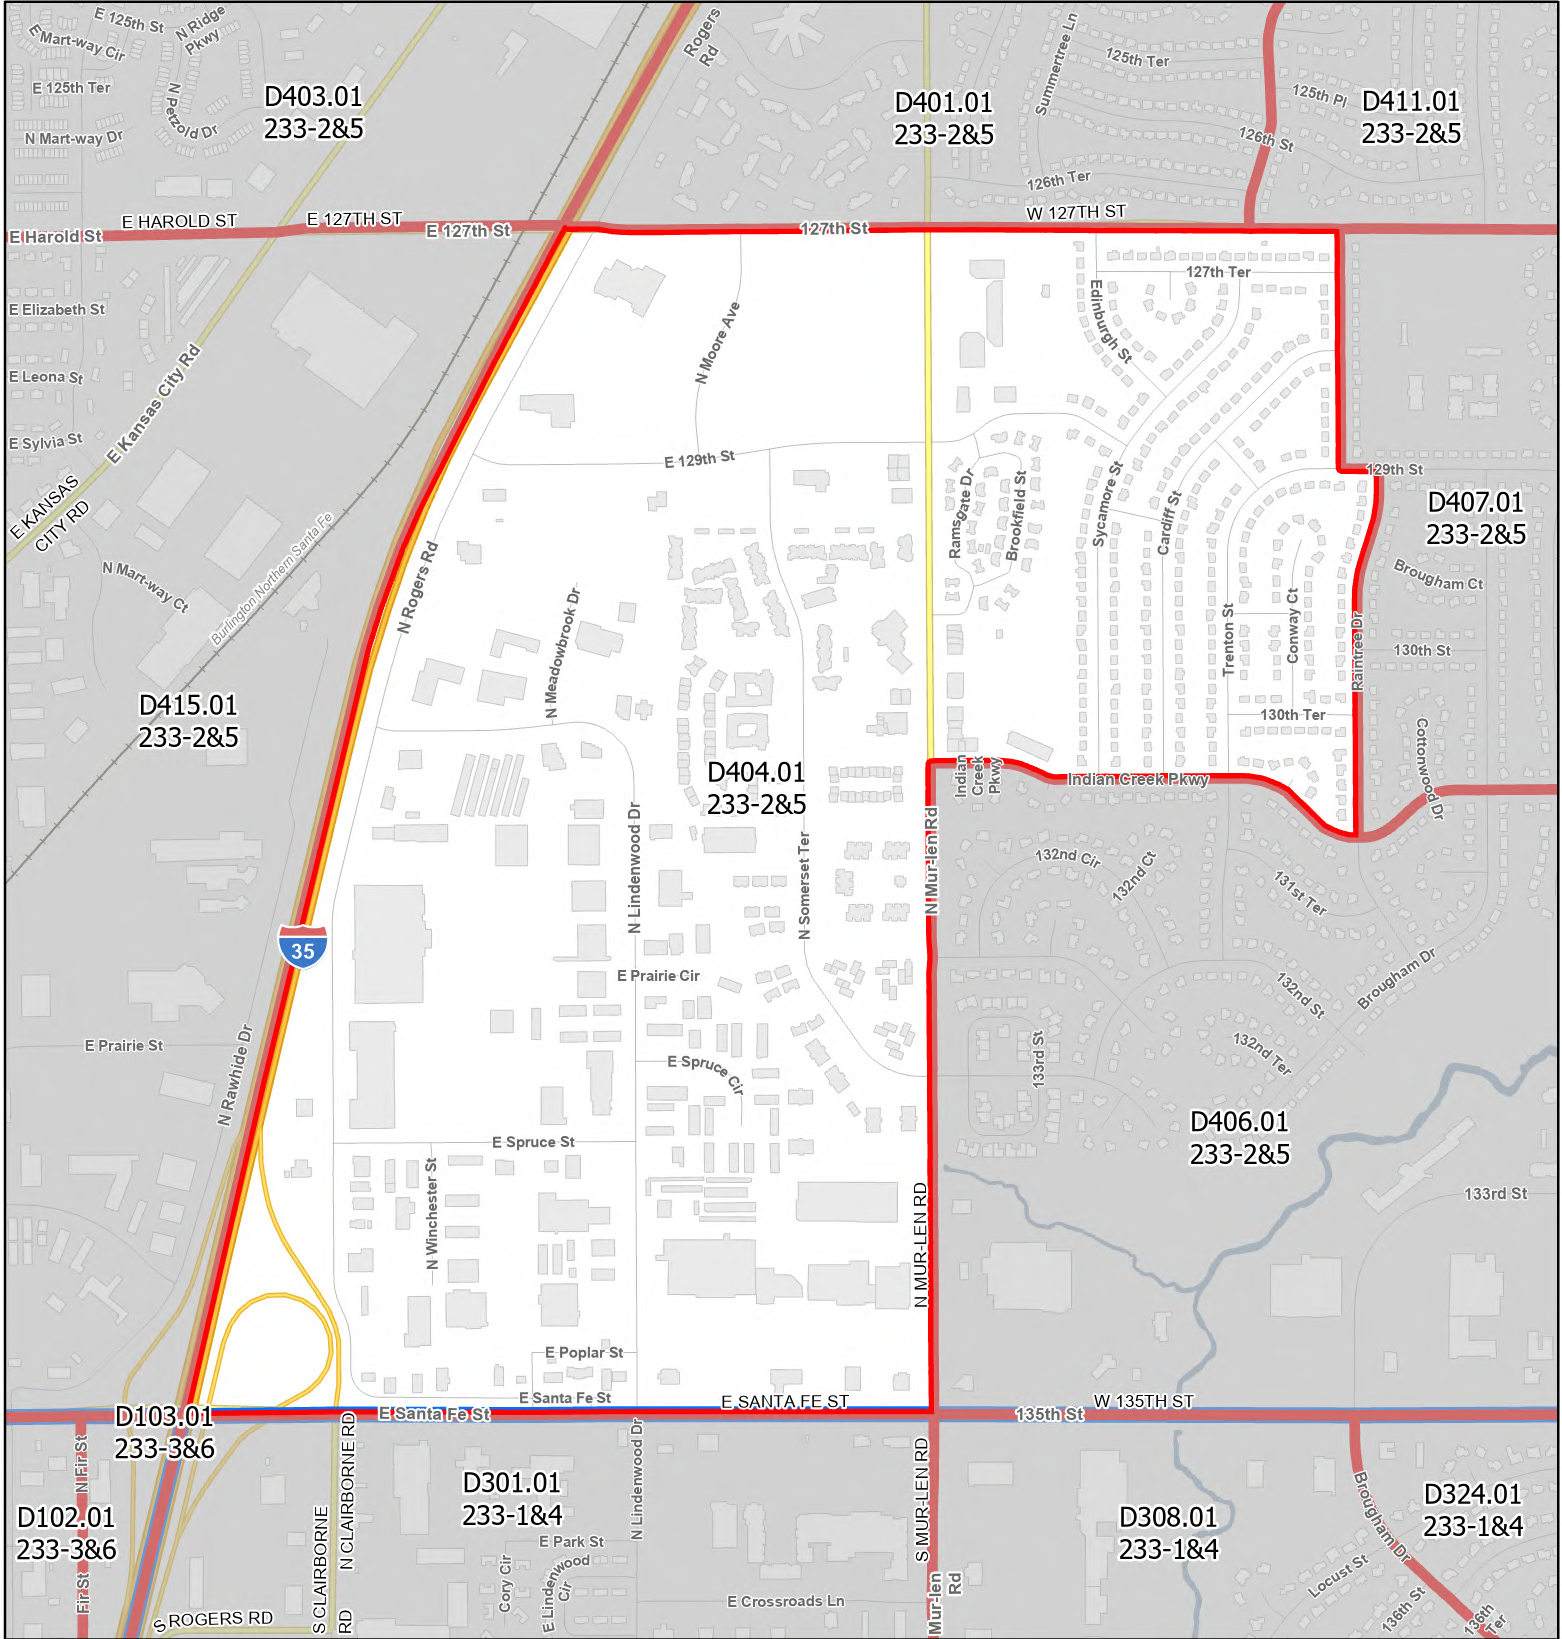 E 125th St
N Ridge
Pkwy
E Mart-way Cir
E 125th Ter
N Petzold Dr
N Mart-way Dr
D403.01
233-2&5
Rogers
Rd
D401.01
233-2&5
Summertree Ln
125th Ter
125th Pl
126th St
126th Ter
D411.01
233-2&5
E Harold St
E HAROLD ST
E 127TH ST
E 127th St
127th St
W 127TH ST
E Elizabeth St
E Leona St
E Sylvia St
E Kansas City Rd
E KANSAS
CITY RD
N Mart-way Ct
Burlington Northern Santa Fe
N Moore Ave
E 129th St
127th Ter
Edinburgh St
129th St
Ramsgate Dr
Brookfield St
Sycamore St
Cardiff St
D407.01
233-2&5
Brougham Ct
N Rogers Rd
N Meadowbrook Dr
Trenton St
Conway Ct
Raintree Dr
130th St
130th Ter
Cottonwood Dr
D415.01
233-2&5
D404.01
233-2&5
Indian
Creek
Pkwy
Indian Creek Pkwy
N Lindenwood Dr
N Somerset Ter
N Mur-len Rd
132nd Cir
132nd Ct
131st Ter
Brougham Dr
132nd St
132nd Ter
133rd St
35
E Prairie Cir
E Prairie St
N Rawhide Dr
E Spruce Cir
E Spruce St
N Winchester St
D406.01
233-2&5
133rd St
N MUR-LEN RD
E Poplar St
E Santa Fe St
E SANTA FE ST
E Santa Fe St
W 135TH ST
135th St
D103.01
233-3&6
N Fir St
D102.01
233-3&6
Fir St
S ROGERS RD
S CLAIRBORNE
RD
N CLAIRBORNE RD
D301.01
233-1&4
E Park St
Cory Cir
E Lindenwood
Cir
N Lindenwood Dr
E Crossroads Ln
S MUR-LEN RD
Mur-len
Rd
D308.01
233-1&4
Brougham Dr
D324.01
233-1&4
Locust St
136th St
136th
Ter